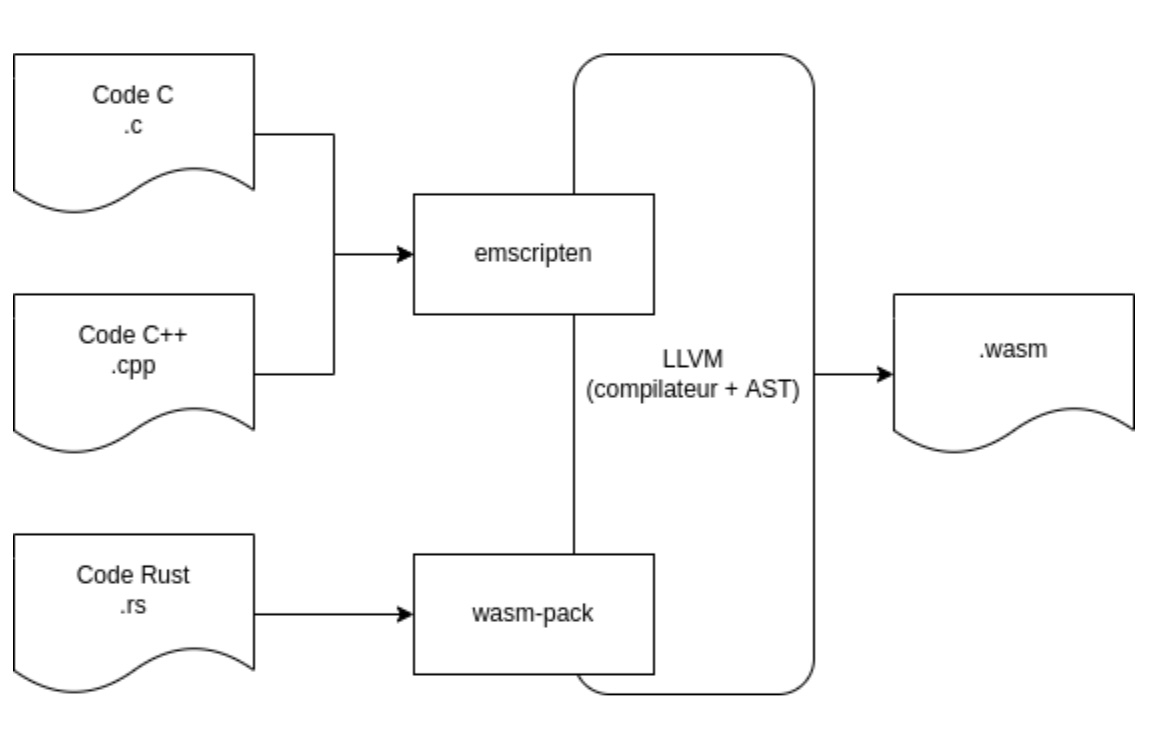 Code C
.c
emscripten
Code C++
.cpp
LLVM
(compilateur + AST)
.wasm
Code Rust
.rs
wasm-pack